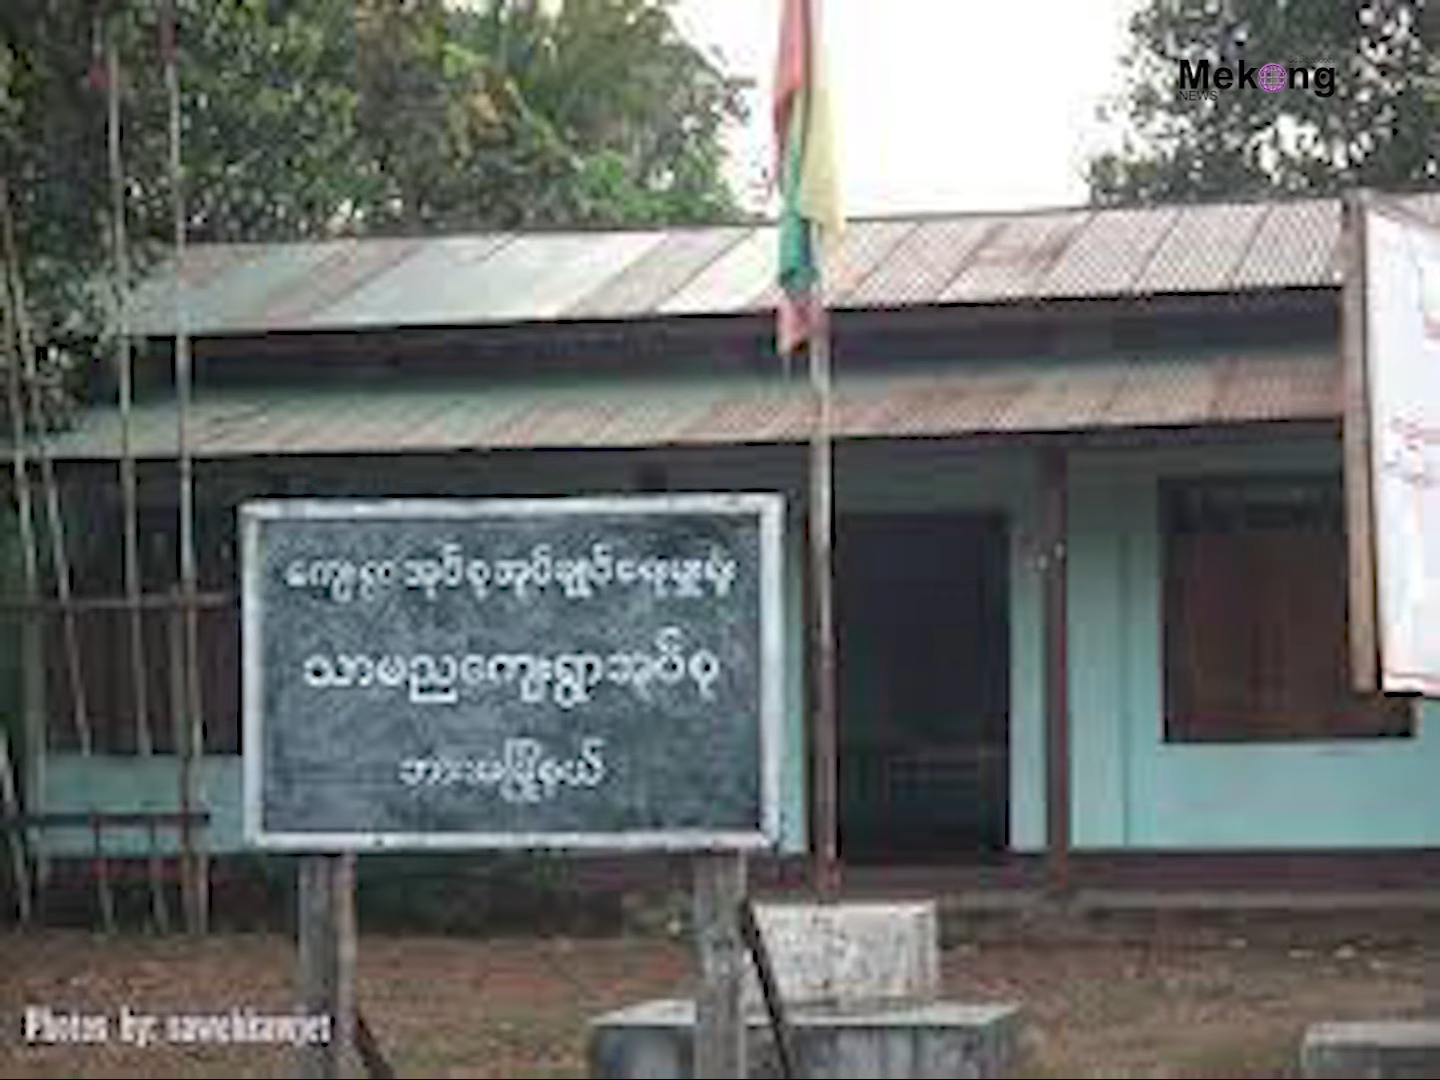 Mekong
NEWS
ကျေးရွာအုပ်စုအုပ်ချုပ်ရေးမှူးရုံး
သာမညကျေးရွာအုပ်စု
ဘားအံမြို့နယ်
Photos by: